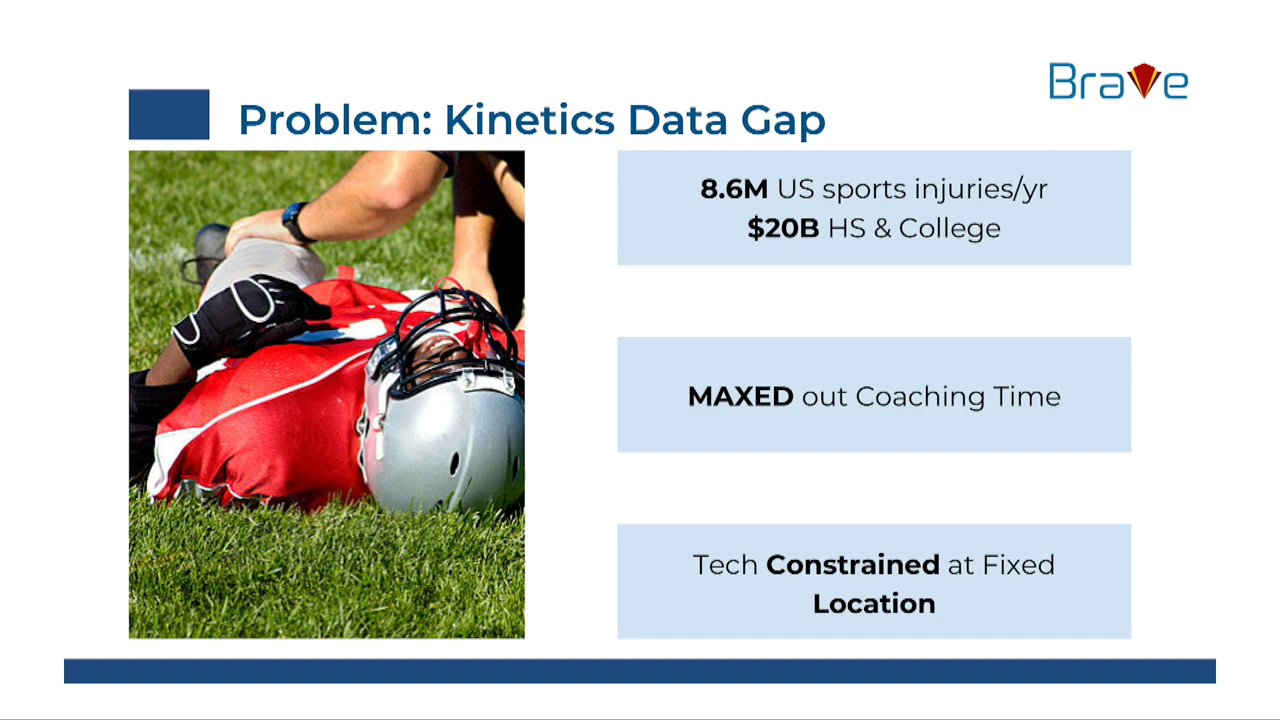 Brave
Problem: Kinetics Data Gap
8.6M US sports injuries/yr
$20B HS & College
MAXED out Coaching Time
Tech Constrained at Fixed
Location